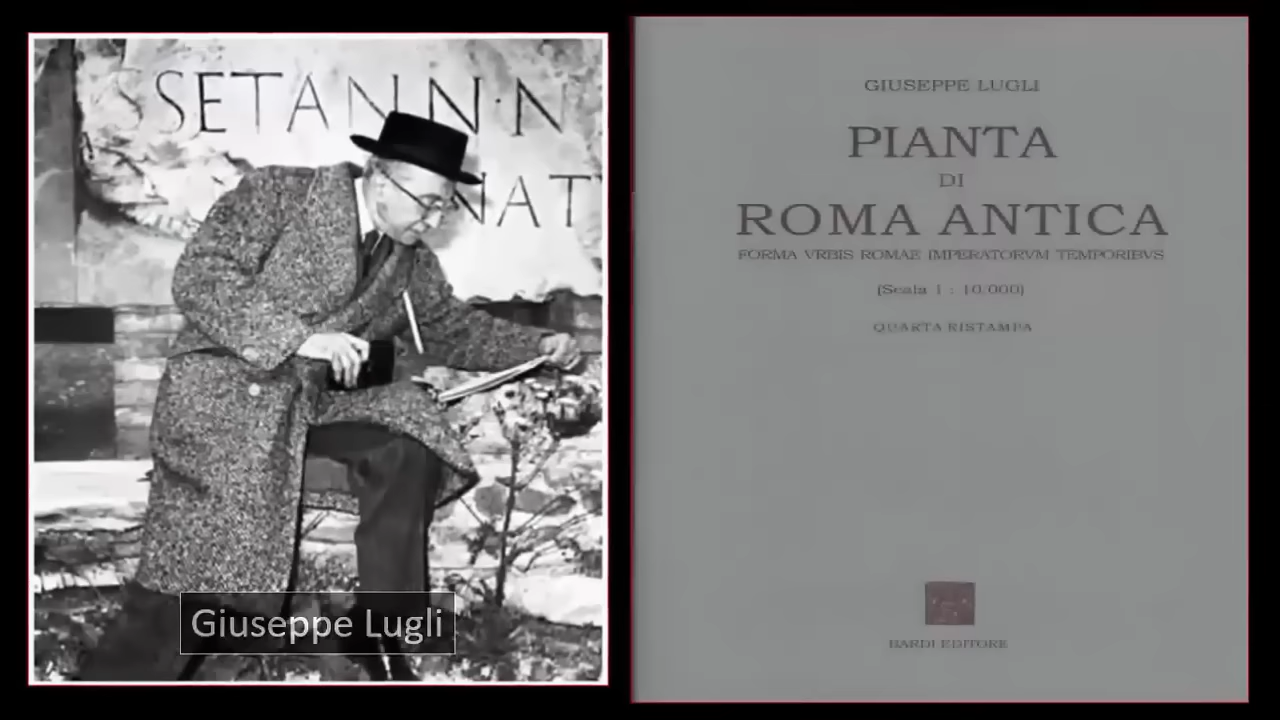 SSETANN·N
NAT
Giuseppe Lugli
GIUSEPPE LUGLI
PIANTA
DI
ROMA ANTICA
FORMA VRBIS ROMAE IMPERATORVM TEMPORIBVS
(Scala 1 : 10.000)
QUARTA RISTAMPA
BARDI EDITORE